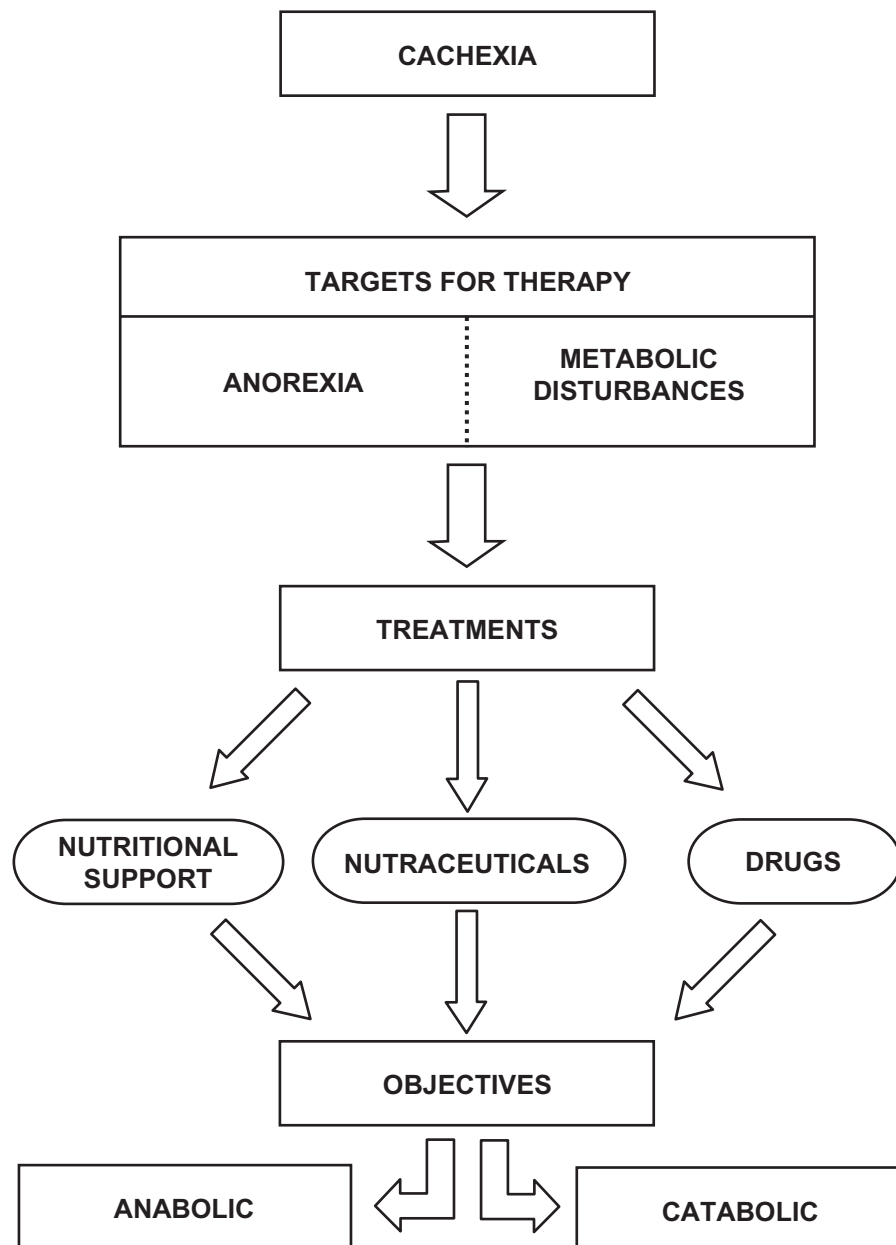 CACHEXIA
TARGETS FOR THERAPY
ANOREXIA
METABOLIC
DISTURBANCES
TREATMENTS
NUTRITIONAL
SUPPORT
NUTRACEUTICALS
DRUGS
OBJECTIVES
ANABOLIC
CATABOLIC